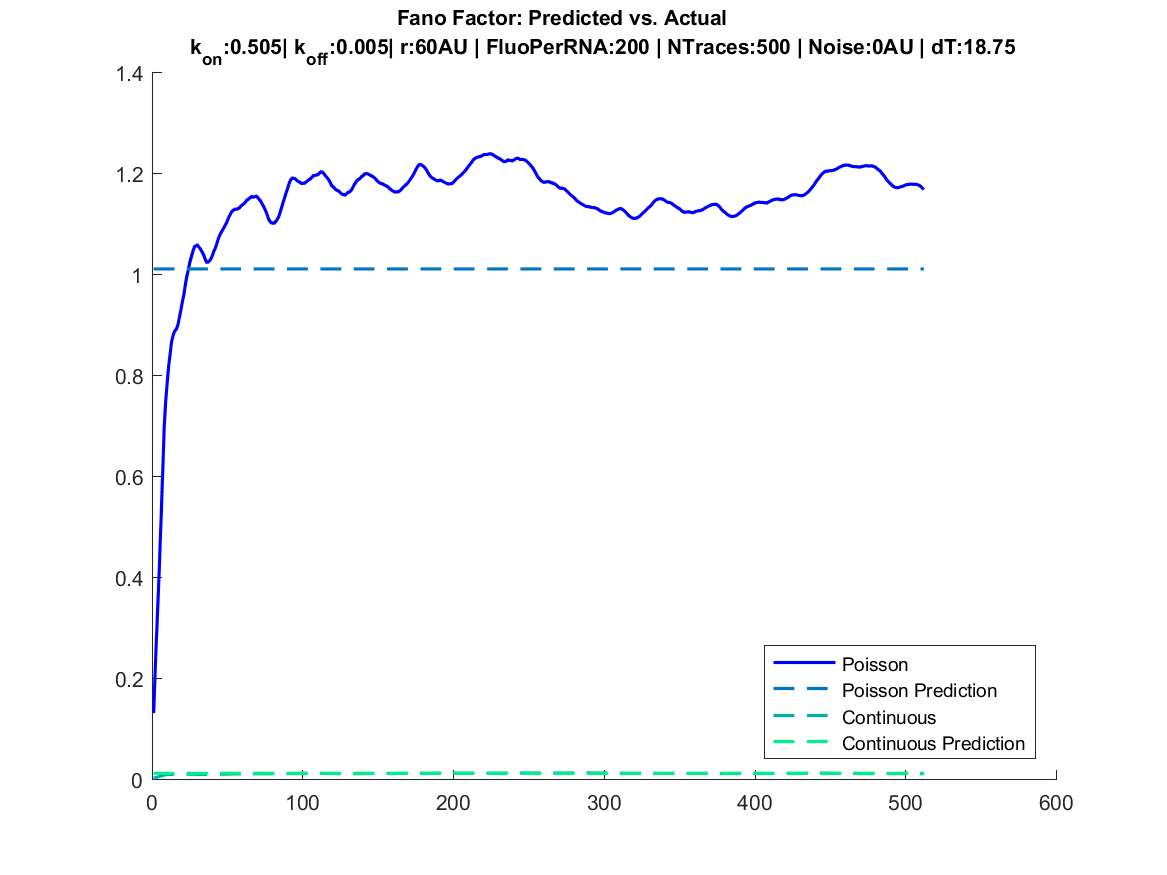 Fano Factor: Predicted vs. Actual
k_on:0.505| k_off:0.005| r:60AU | FluoPerRNA:200 | NTraces:500 | Noise:0AU | dT:18.75
1.4
1.2
1
0.8
0.6
0.4
0.2
0
0 100 200 300 400 500 600
Poisson
Poisson Prediction
Continuous
Continuous Prediction